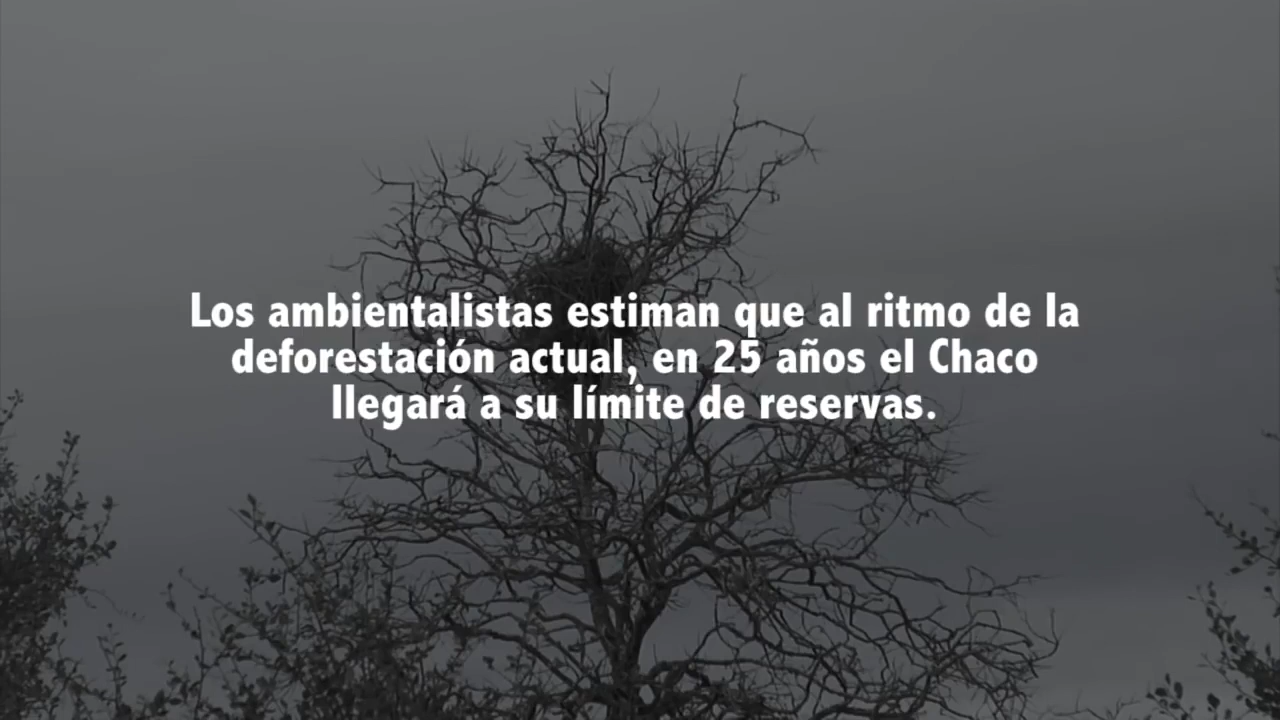 Los ambientalistas estiman que al ritmo de la
deforestación actual, en 25 años el Chaco
llegará a su límite de reservas.